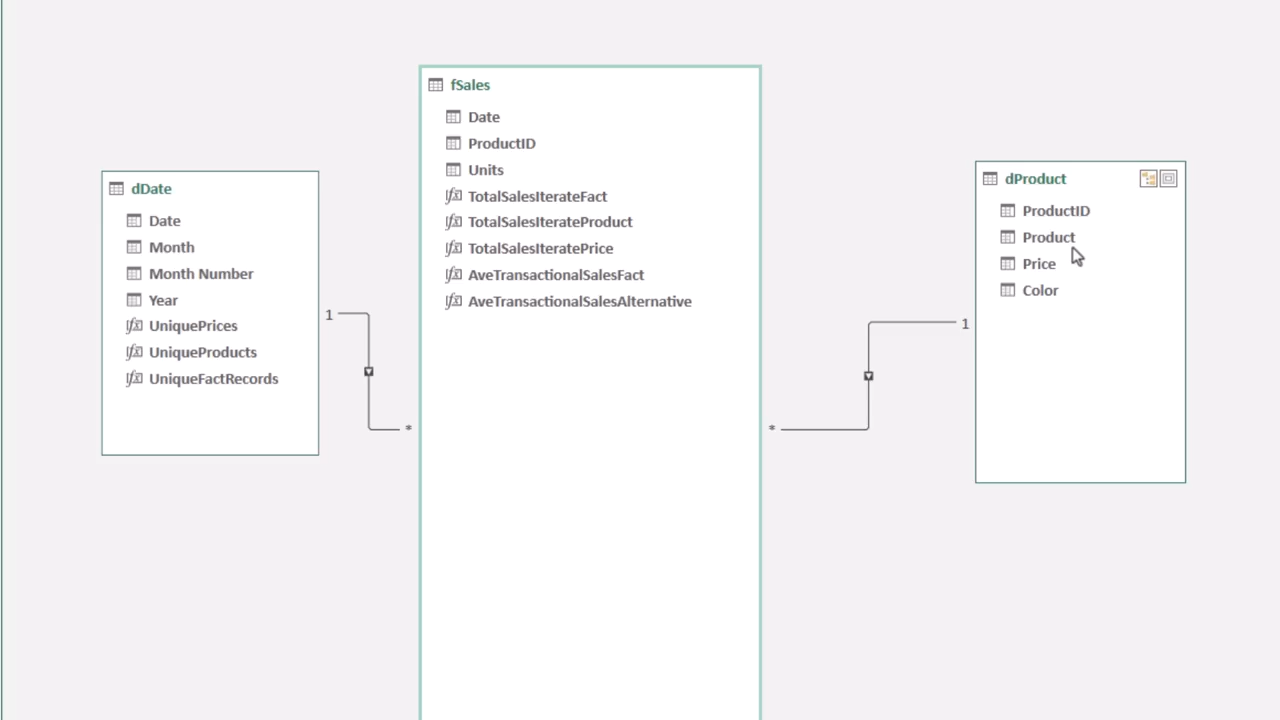 dDate
Date
Month
Month Number
Year
UniquePrices
UniqueProducts
UniqueFactRecords
1
*
fSales
Date
ProductID
Units
TotalSalesIterateFact
TotalSalesIterateProduct
TotalSalesIteratePrice
AveTransactionalSalesFact
AveTransactionalSalesAlternative
*
1
dProduct
ProductID
Product
Price
Color